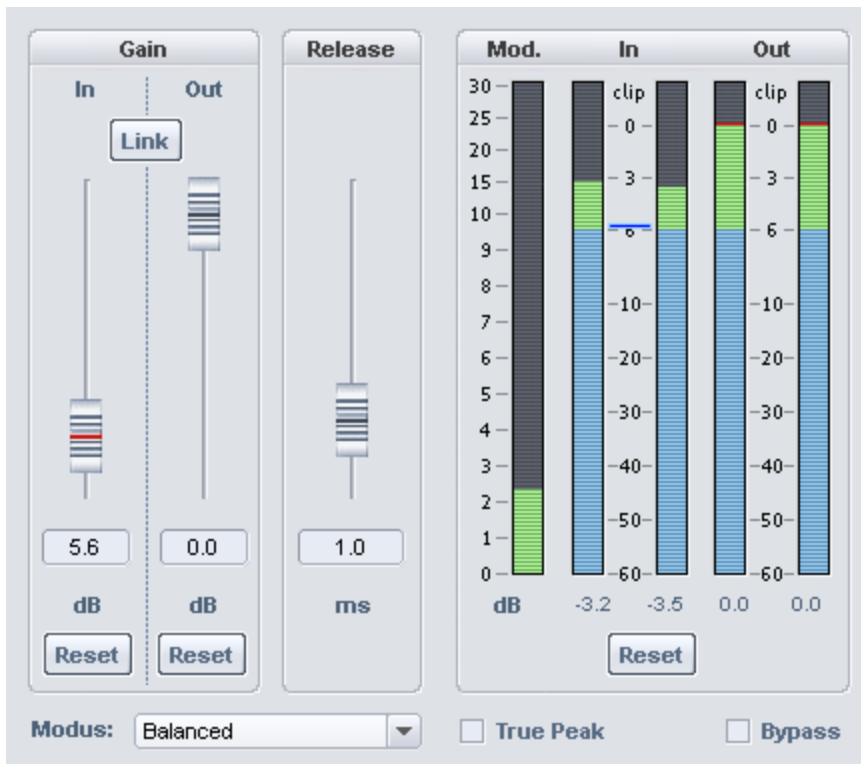 Gain
In Out
Link
5.6 0.0
dB dB
Reset Reset
Release
1.0
ms
Mod. In Out
30 clip clip
25 0 0
20
15 3 3
10
9 6 6
8
7 10 10
6 20 20
5 30 30
4
3 40 40
2
1 50 50
0 60 60
dB -3.2 -3.5 0.0 0.0
Reset
Modus: Balanced True Peak Bypass